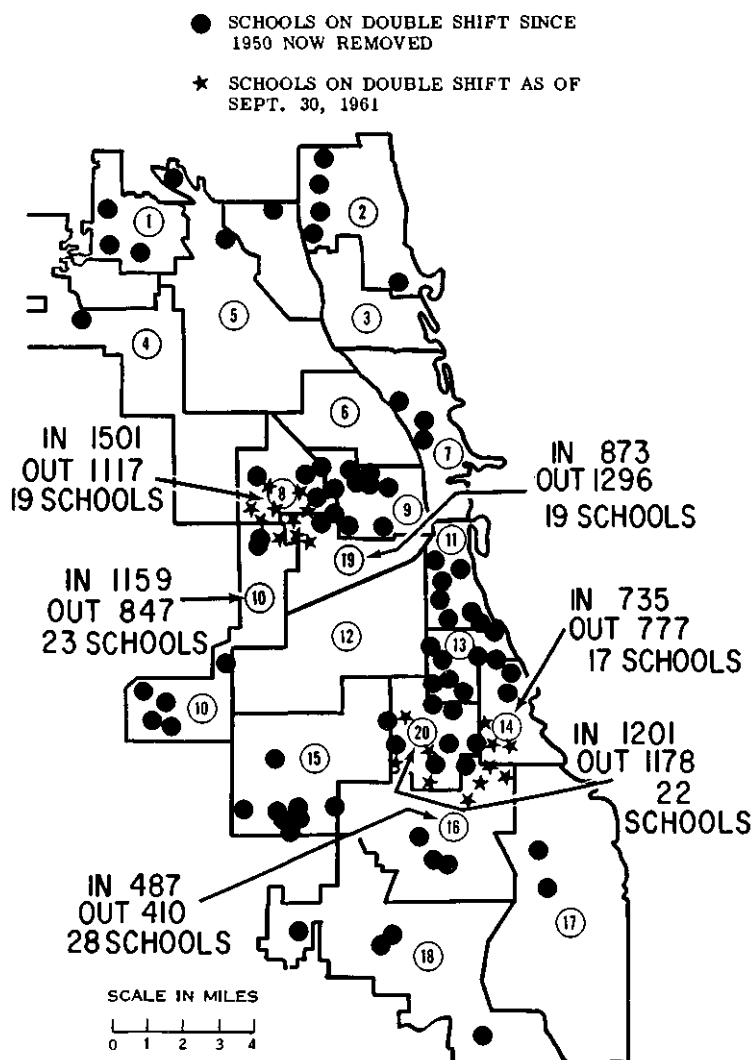 SCHOOLS ON DOUBLE SHIFT SINCE
1950 NOW REMOVED
SCHOOLS ON DOUBLE SHIFT AS OF
SEPT. 30, 1961
1
2
3
5
4
6
7
IN 1501
OUT 1117
19 SCHOOLS
IN 873
OUT 1296
19 SCHOOLS
8
9
11
19
IN 1159
OUT 847
23 SCHOOLS
10
IN 735
OUT 777
17 SCHOOLS
12
13
10
14
20
15
IN 1201
OUT 1178
22
SCHOOLS
16
IN 487
OUT 410
28 SCHOOLS
17
18
SCALE IN MILES
0 1 2 3 4